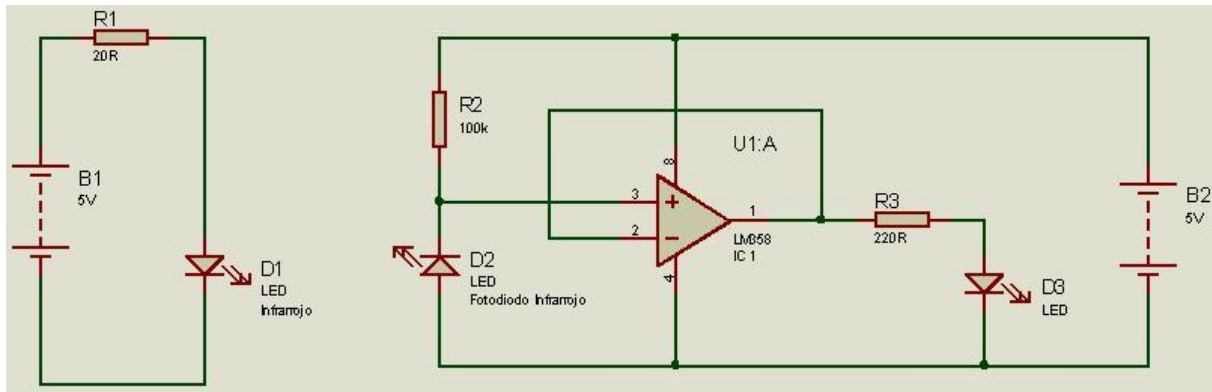 R1
20R
B1
5V
D1
LED
Infrarrojo
R2
100k
D2
LED
Fotodiodo Infrarrojo
U1:A
3
2
8
4
1
LM358
IC 1
R3
220R
D3
LED
B2
5V